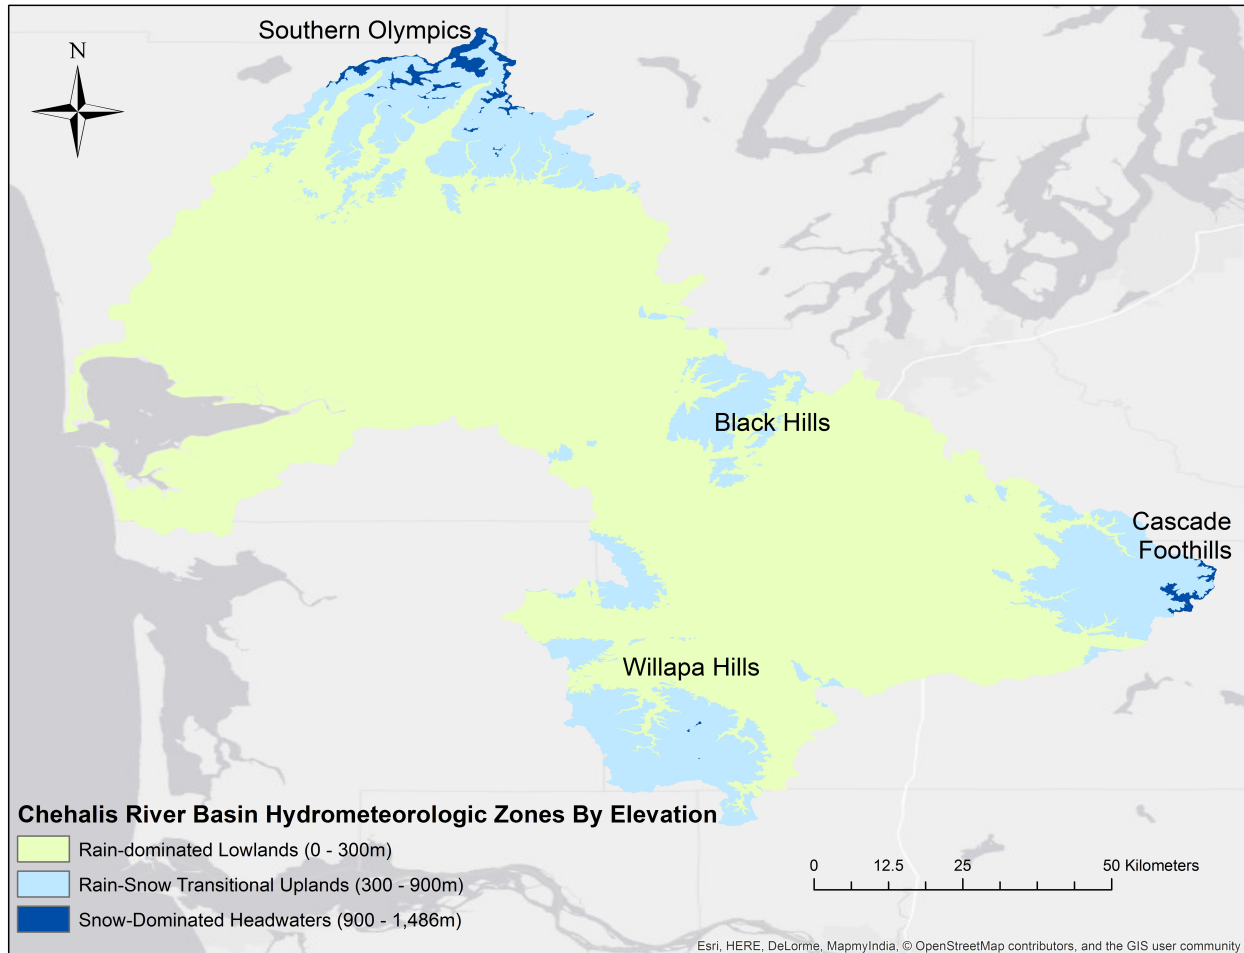 Southern Olympics
N
Black Hills
Cascade
Foothills
Willapa Hills
Chehalis River Basin Hydrometeorologic Zones By Elevation
Rain-dominated Lowlands (0 - 300m)
Rain-Snow Transitional Uplands (300 - 900m)
Snow-Dominated Headwaters (900 - 1,486m)
0 12.5 25 50 Kilometers
Esri, HERE, DeLorme, MapmyIndia, © OpenStreetMap contributors, and the GIS user community